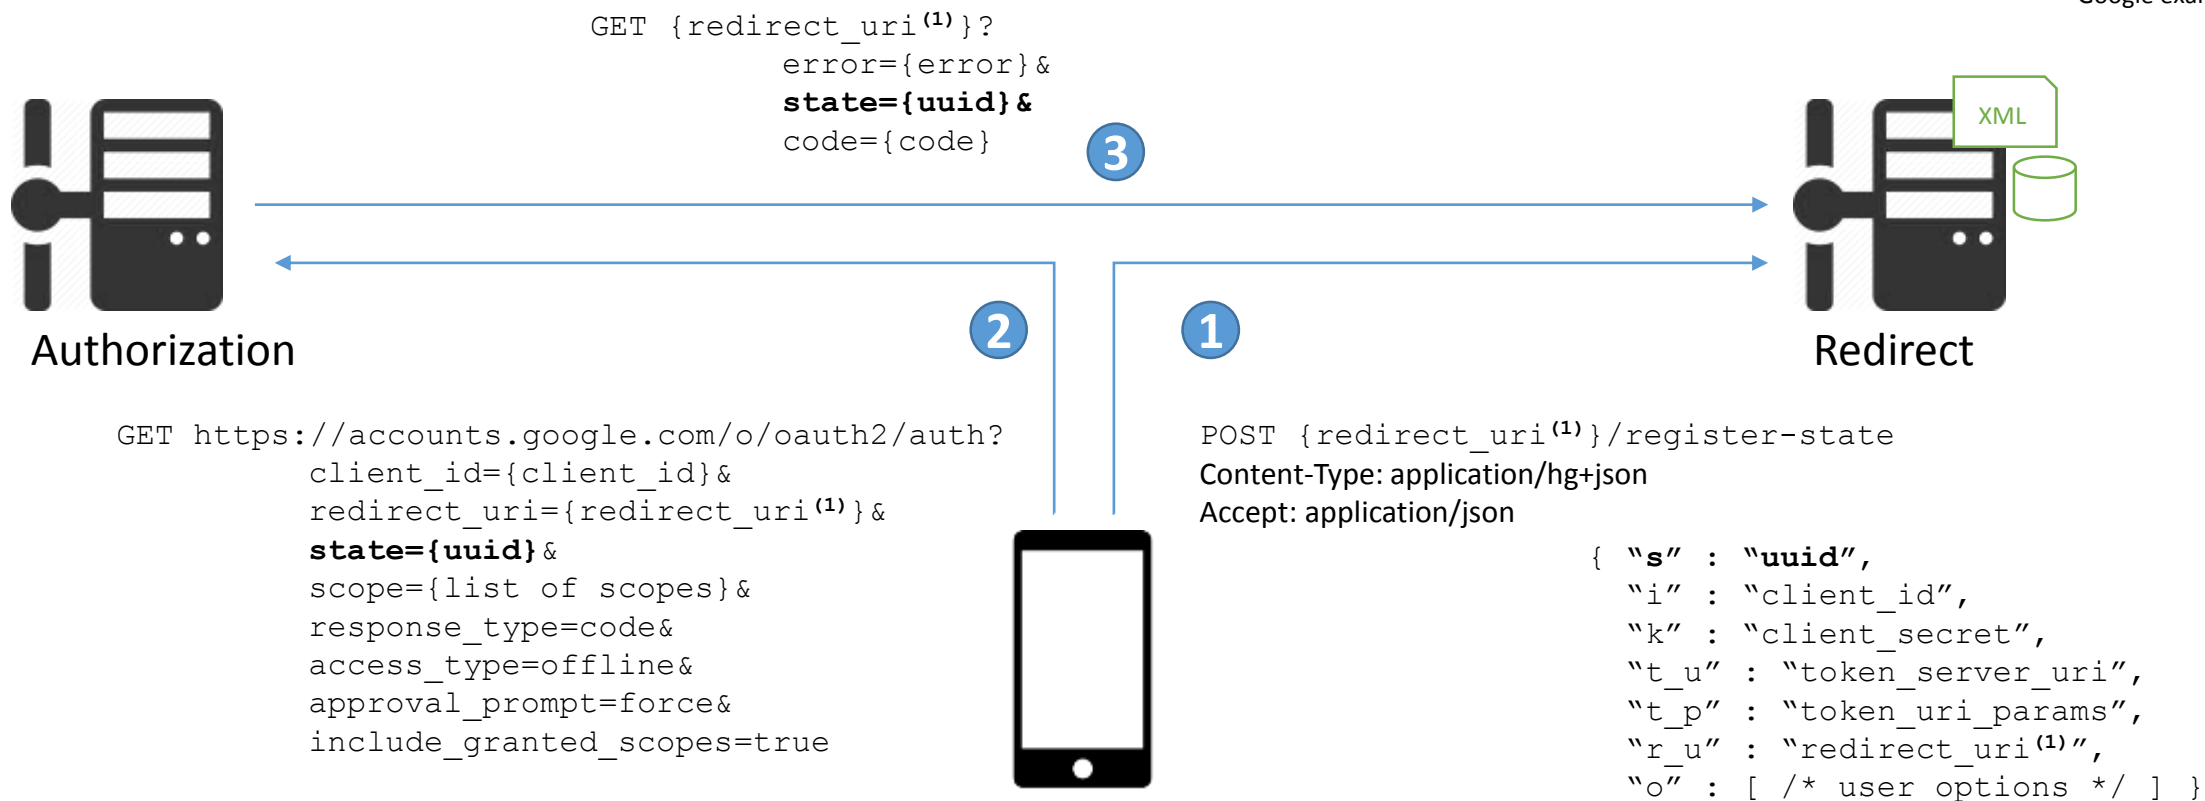 Google
GET {redirect_uri(1)}?
error={error}&
state={uuid}&
code={code}
XML
3
2
1
Authorization
Redirect
GET https://accounts.google.com/o/oauth2/auth?
client_id={client_id}&
redirect_uri={redirect_uri(1)}&
state={uuid}&
scope={list of scopes}&
response_type=code&
access_type=offline&
approval_prompt=force&
include_granted_scopes=true
POST {redirect_uri(1)}/register-state
Content-Type: application/hg+json
Accept: application/json
{ “s” : “uuid”,
“i” : “client_id”,
“k” : “client_secret”,
“t_u” : “token_server_uri”,
“t_p” : “token_uri_params”,
“r_u” : “redirect_uri(1)”,
“o” : [ /* user options */ ] }